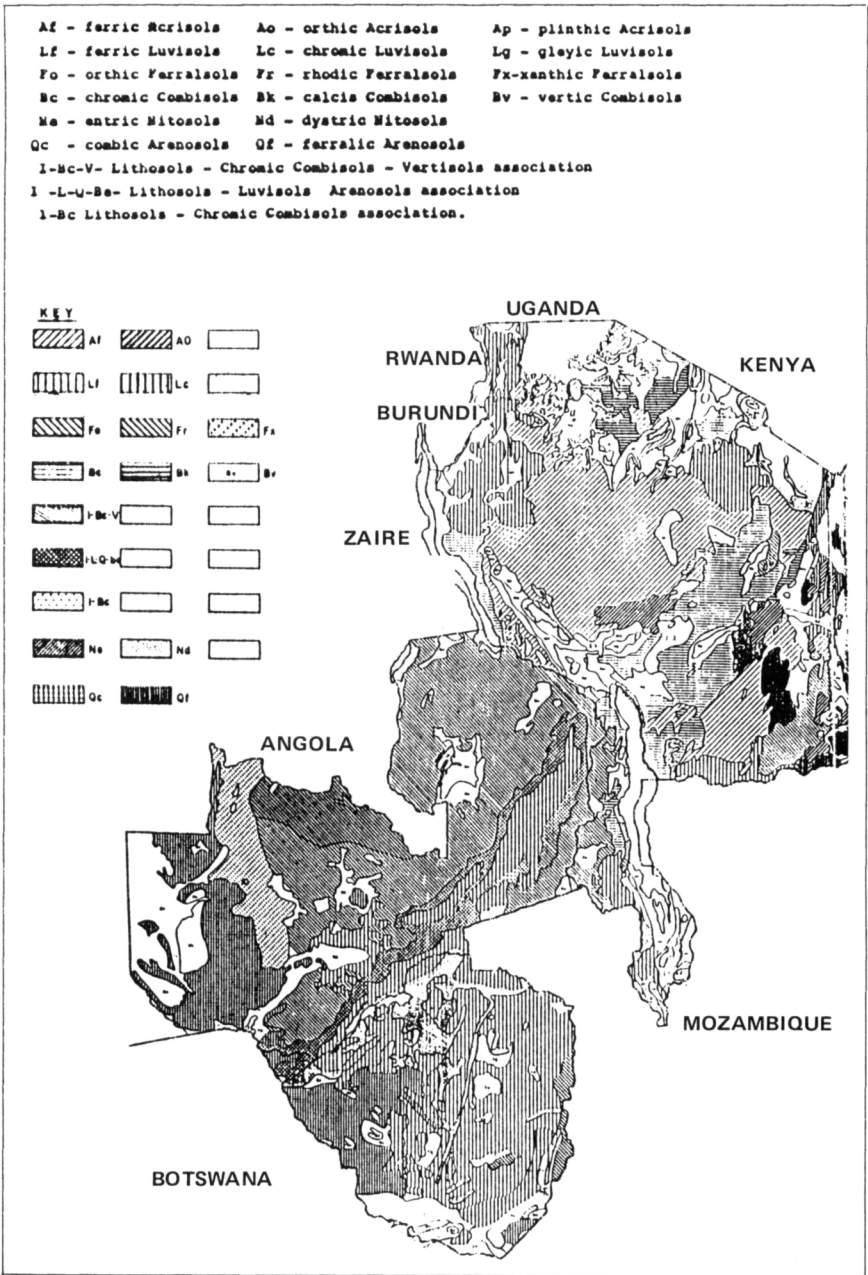 Af - ferric Acrisols Ao - orthic Acrisols Ap - plinthic Acrisols
Lf - ferric Luvisols Lc - chromic Luvisols Lg - gleyic Luvisols
Fo - orthic Ferralsols Fr - rhodic Ferralsols Fx-xanthic Ferralsols
Bc - chromic Combisols Bk - calcis Combisols Bv - vertic Combisols
Ne - entric Nitosols Nd - dystric Nitosols
Qc - combic Arenosols Qf - ferralic Arenosols
I-Bc-V- Lithosols - Chromic Combisols - Vertisols association
I -L-Q-Be- Lithosols - Luvisols Arenosols association
I-Bc Lithosols - Chromic Combisols association.
KEY
Af AO
Lf Lc
Fo Fr Fx
Bc Bk Bv
I-Bc-V
I-LQ-bc
I-Bc
Ne Nd
Qc Qf
UGANDA
RWANDA
KENYA
BURUNDI
ZAIRE
ANGOLA
MOZAMBIQUE
BOTSWANA